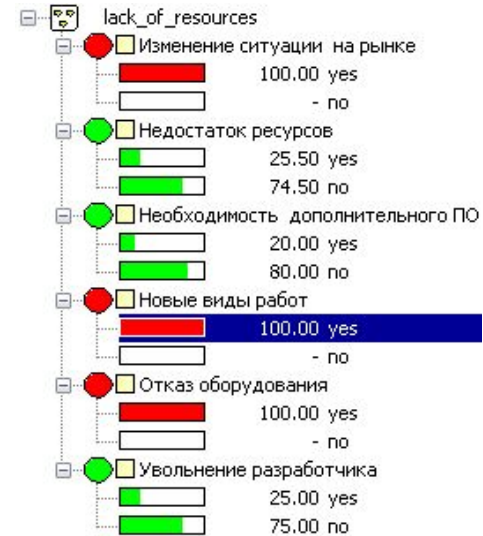 lack_of_resources
Изменение ситуации на рынке
100.00 yes
- no
Недостаток ресурсов
25.50 yes
74.50 no
Необходимость дополнительного ПО
20.00 yes
80.00 no
Новые виды работ
100.00 yes
- no
Отказ оборудования
100.00 yes
- no
Увольнение разработчика
25.00 yes
75.00 no